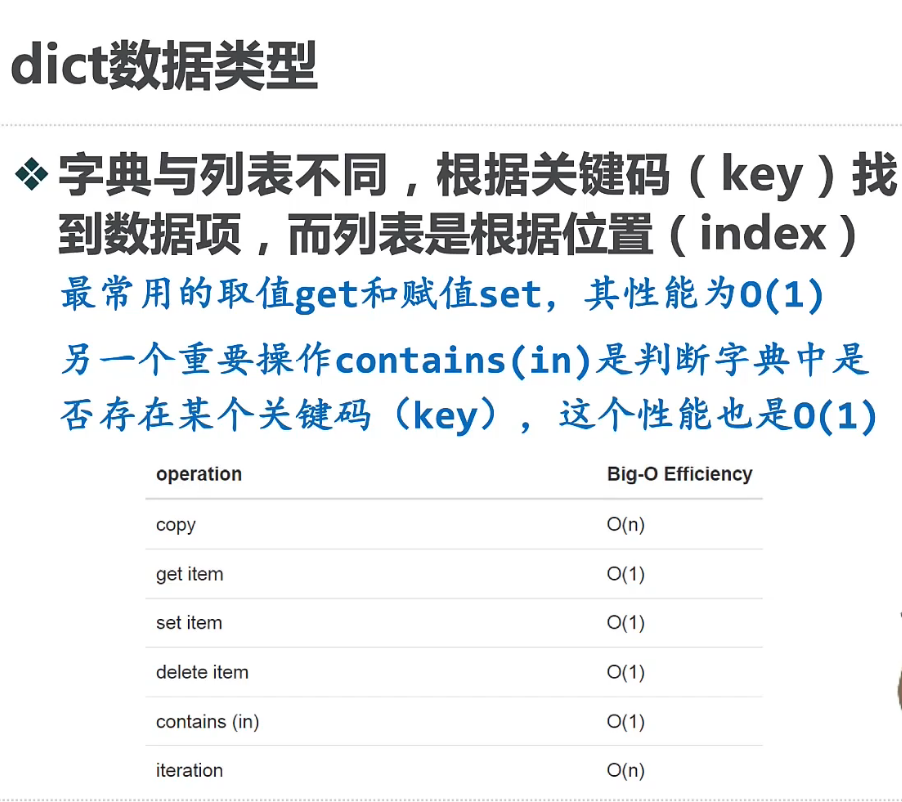 dict数据类型
❖字典与列表不同，根据关键码（key）找
到数据项，而列表是根据位置（index）
最常用的取值get和赋值set，其性能为O(1)
另一个重要操作contains(in)是判断字典中是
否存在某个关键码（key），这个性能也是O(1)
operation Big-O Efficiency
copy O(n)
get item O(1)
set item O(1)
delete item O(1)
contains (in) O(1)
iteration O(n)